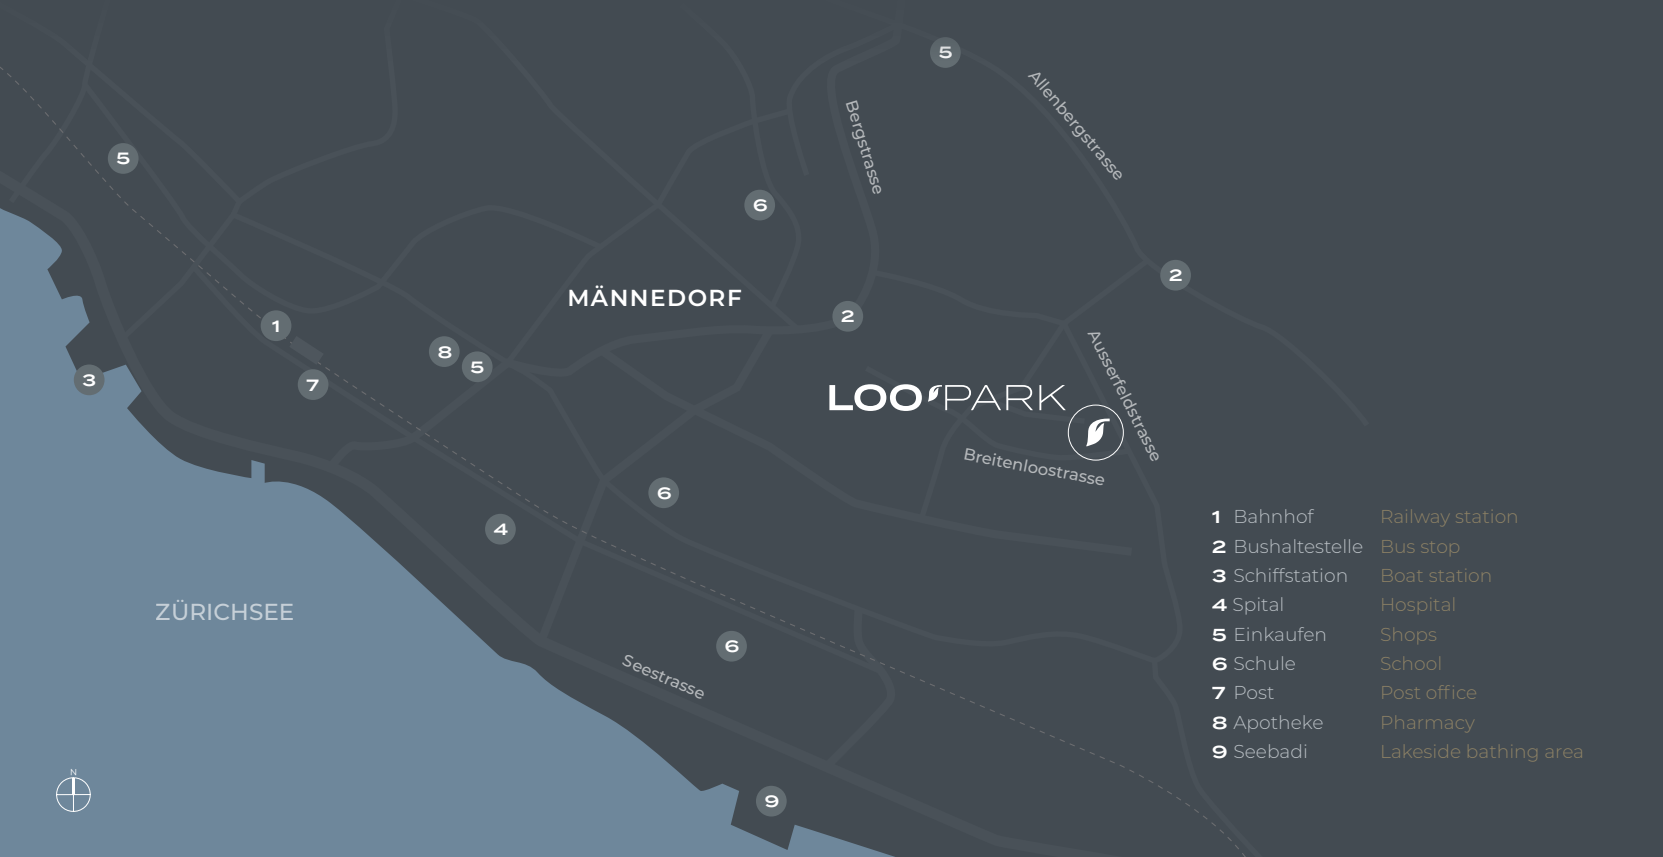 5
Allenbergstrasse
Bergstrasse
5
6
2
MÄNNEDORF
2
1
8
5
7
3
Ausserfeldstrasse
LOO PARK
Breitenloostrasse
6
4
1 Bahnhof Railway station
2 Bushaltestelle Bus stop
3 Schiffstation Boat station
4 Spital Hospital
5 Einkaufen Shops
6 Schule School
7 Post Post office
8 Apotheke Pharmacy
9 Seebadi Lakeside bathing area
ZÜRICHSEE
6
Seestrasse
N
9